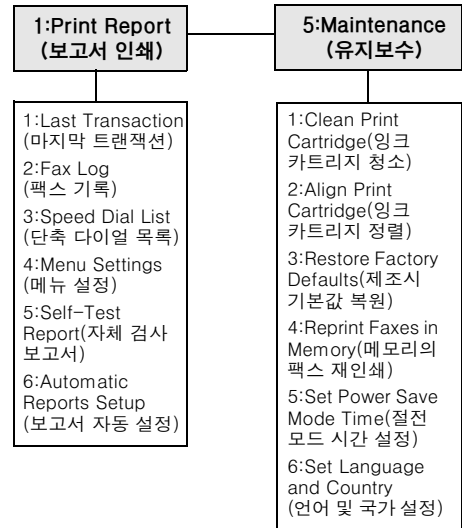 1:Print Report
(보고서 인쇄)
1:Last Transaction
(마지막 트랜잭션)
2:Fax Log
(팩스 기록)
3:Speed Dial List
(단축 다이얼 목록)
4:Menu Settings
(메뉴 설정)
5:Self-Test
Report(자체 검사
보고서)
6:Automatic
Reports Setup
(보고서 자동 설정)
5:Maintenance
(유지보수)
1:Clean Print
Cartridge(잉크
카트리지 청소)
2:Align Print
Cartridge(잉크
카트리지 정렬)
3:Restore Factory
Defaults(제조시
기본값 복원)
4:Reprint Faxes in
Memory(메모리의
팩스 재인쇄)
5:Set Power Save
Mode Time(절전
모드 시간 설정)
6:Set Language
and Country
(언어 및 국가 설정)